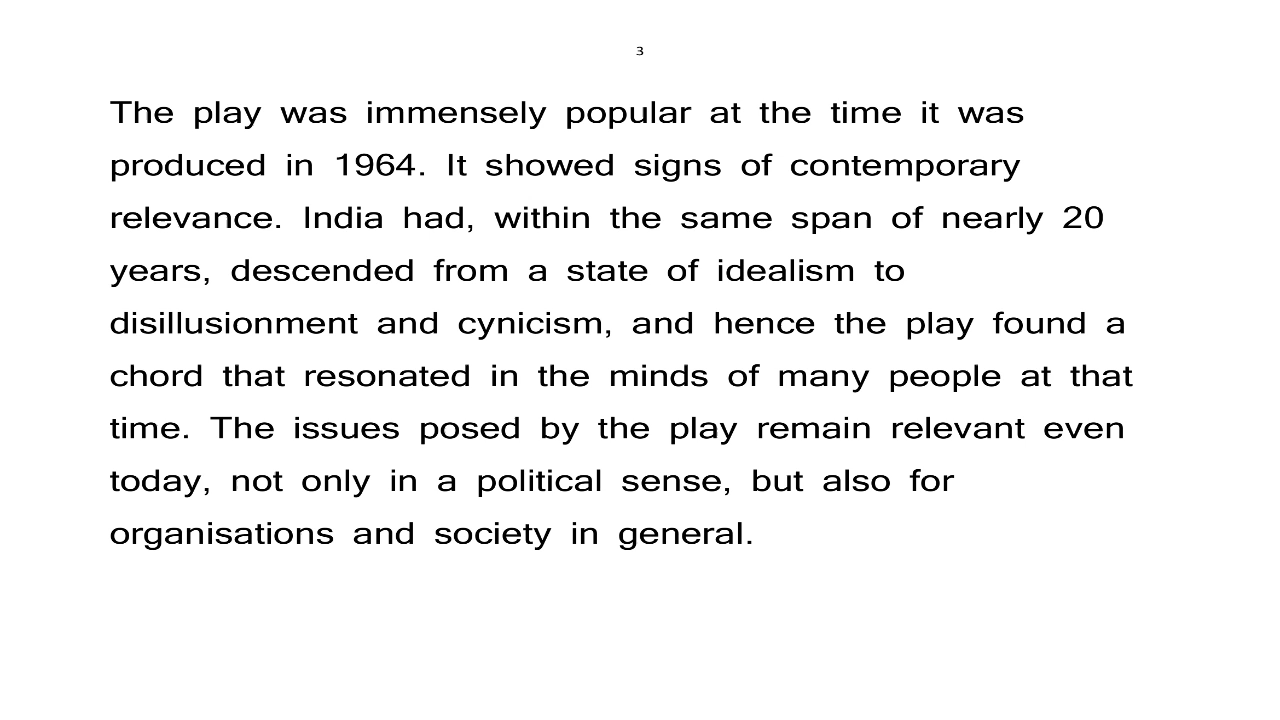 3
The play was immensely popular at the time it was
produced in 1964. It showed signs of contemporary
relevance. India had, within the same span of nearly 20
years, descended from a state of idealism to
disillusionment and cynicism, and hence the play found a
chord that resonated in the minds of many people at that
time. The issues posed by the play remain relevant even
today, not only in a political sense, but also for
organisations and society in general.